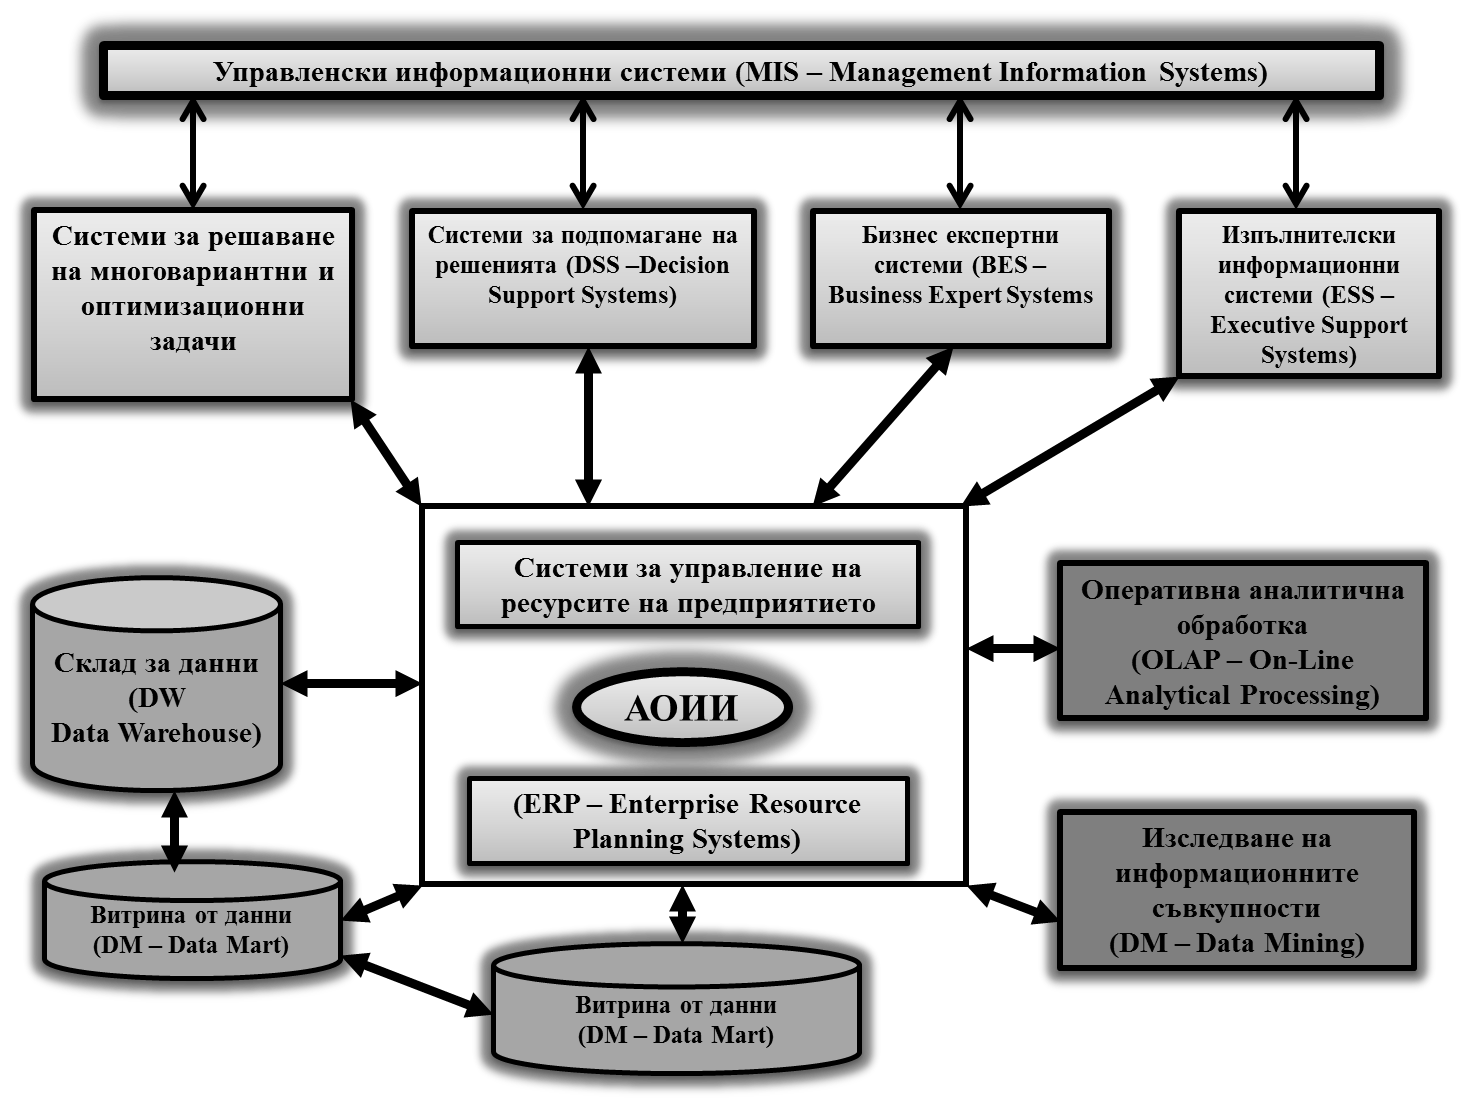 Управленски информационни системи (MIS – Management Information Systems)
Системи за решаване
на многовариантни и
оптимизационни
задачи
Системи за подпомагане на
решенията (DSS –Decision
Support Systems)
Бизнес експертни
системи (BES –
Business Expert Systems
Изпълнителски
информационни
системи (ESS –
Executive Support
Systems)
Системи за управление на
ресурсите на предприятието
АОИИ
(ERP – Enterprise Resource
Planning Systems)
Склад за данни
(DW
Data Warehouse)
Оперативна аналитична
обработка
(OLAP – On-Line
Analytical Processing)
Изследване на
информационните
съвкупности
(DM – Data Mining)
Витрина от данни
(DM – Data Mart)
Витрина от данни
(DM – Data Mart)